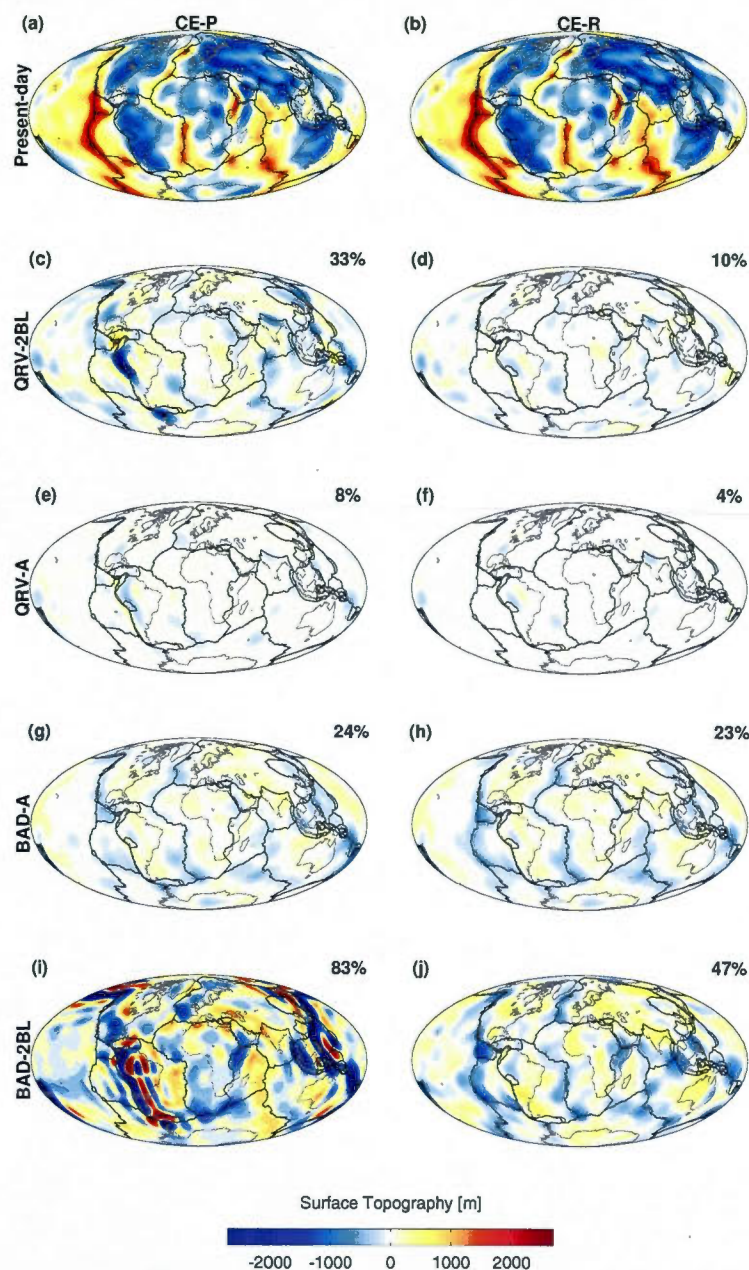 (a) CE-P (b) CE-R
Present-day
(c) 33% (d) 10%
QRV-2BL
(e) 8% (f) 4%
QRV-A
(g) 24% (h) 23%
BAD-A
(i) 83% (j) 47%
BAD-2BL
Surface Topography [m]
-2000 -1000 0 1000 2000